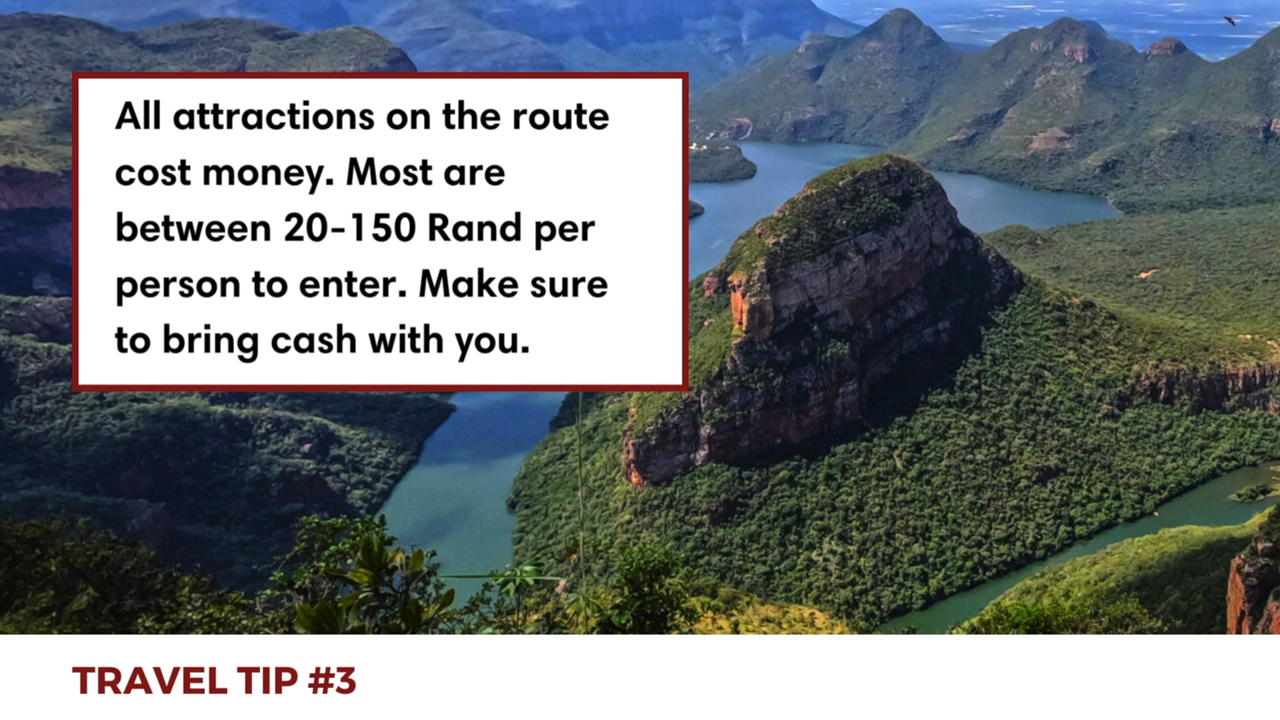 All attractions on the route
cost money. Most are
between 20-150 Rand per
person to enter. Make sure
to bring cash with you.
TRAVEL TIP #3